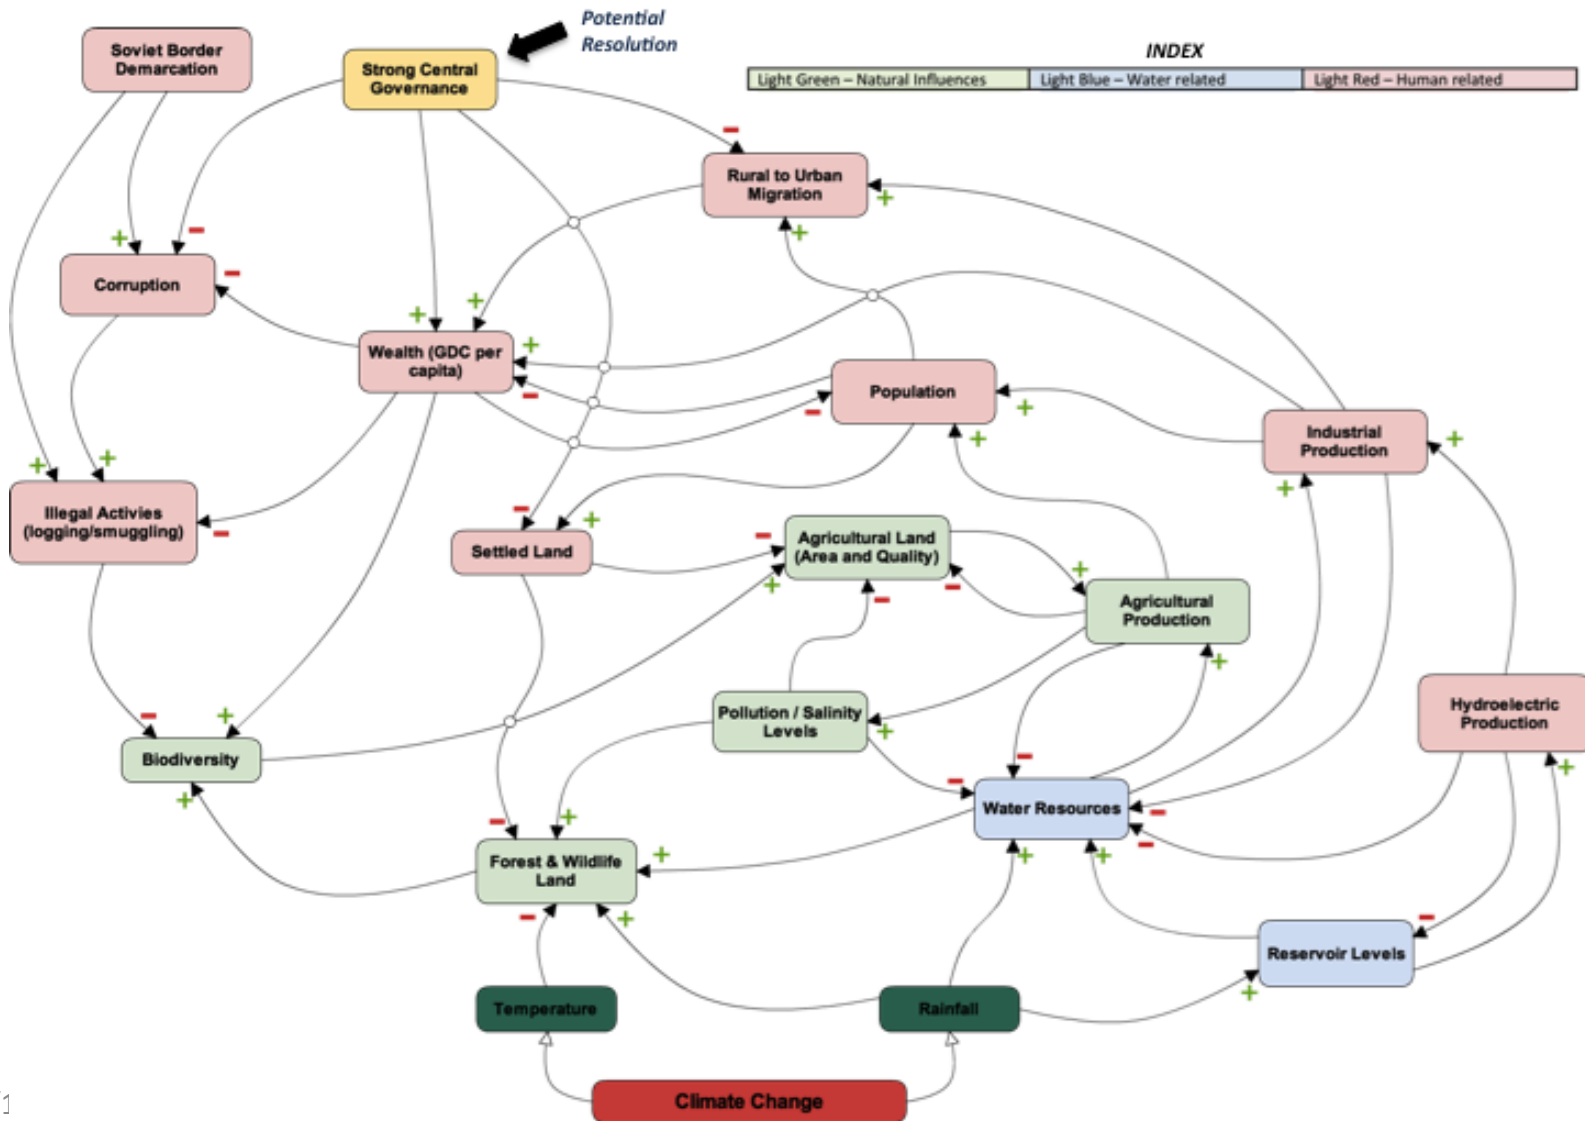 Potential
Resolution
Soviet Border
Demarcation
Strong Central
Governance
INDEX
Light Green – Natural Influences
Light Blue – Water related
Light Red – Human related
Rural to Urban
Migration
Corruption
Wealth (GDC per
capita)
Population
Industrial
Production
Illegal Activies
(logging/smuggling)
Settled Land
Agricultural Land
(Area and Quality)
Agricultural
Production
Pollution / Salinity
Levels
Hydroelectric
Production
Biodiversity
Water Resources
Forest & Wildlife
Land
Reservoir Levels
Temperature
Rainfall
Climate Change